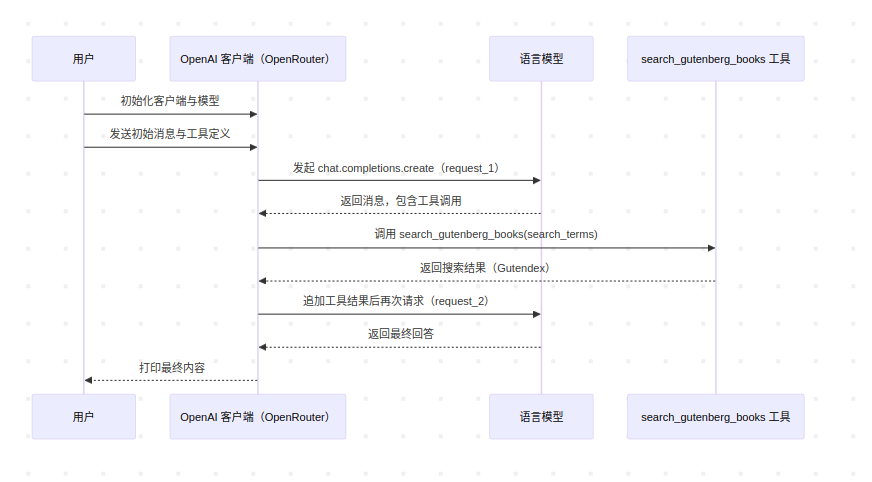 用户
OpenAI 客户端（OpenRouter）
语言模型
search_gutenberg_books 工具
初始化客户端与模型
发送初始消息与工具定义
发起 chat.completions.create（request_1）
返回消息，包含工具调用
调用 search_gutenberg_books(search_terms)
返回搜索结果（Gutendex）
追加工具结果后再次请求（request_2）
返回最终回答
打印最终内容
用户
OpenAI 客户端（OpenRouter）
语言模型
search_gutenberg_books 工具